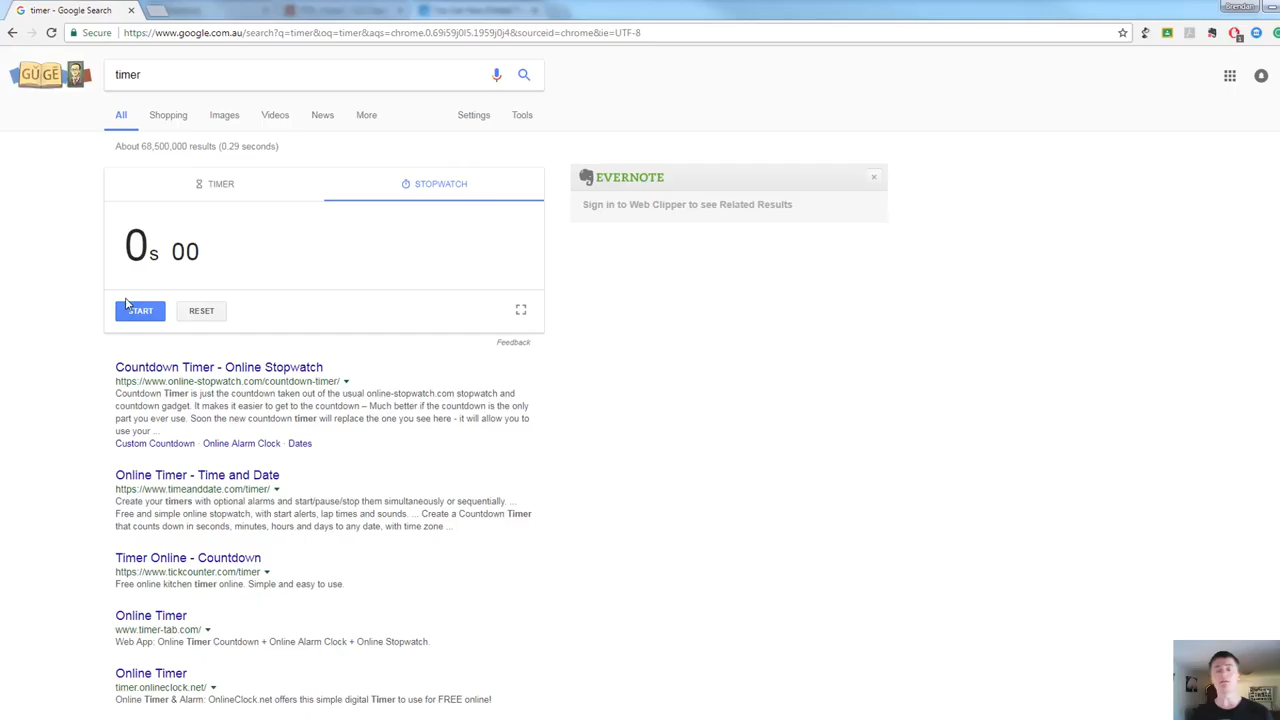 timer - Google Search
Brendan
Secure
https://www.google.com.au/search?q=timer&oq=timer&aqs=chrome.0.69i59j0l5.1959j0j4&sourceid=chrome&ie=UTF-8
GǓGĒ
timer
All Shopping Images Videos News More Settings Tools
About 68,500,000 results (0.29 seconds)
TIMER STOPWATCH
0s 00
START RESET
Feedback
EVERNOTE
Sign in to Web Clipper to see Related Results
Countdown Timer - Online Stopwatch
https://www.online-stopwatch.com/countdown-timer/
Countdown Timer is just the countdown taken out of the usual online-stopwatch.com stopwatch and
countdown gadget. It makes it easier to get to the countdown – Much better if the countdown is the only
part you ever use. Soon the new countdown timer will replace the one you see here - it will allow you to
use your ...
Custom Countdown · Online Alarm Clock · Dates
Online Timer - Time and Date
https://www.timeanddate.com/timer/
Create your timers with optional alarms and start/pause/stop them simultaneously or sequentially. ...
Free and simple online stopwatch, with start alerts, lap times and sounds. ... Create a Countdown Timer
that counts down in seconds, minutes, hours and days to any date, with time zone ...
Timer Online - Countdown
https://www.tickcounter.com/timer
Free online kitchen timer online. Simple and easy to use.
Online Timer
www.timer-tab.com/
Web App: Online Timer Countdown + Online Alarm Clock + Online Stopwatch.
Online Timer
timer.onlineclock.net/
Online Timer & Alarm: OnlineClock.net offers this simple digital Timer to use for FREE online!